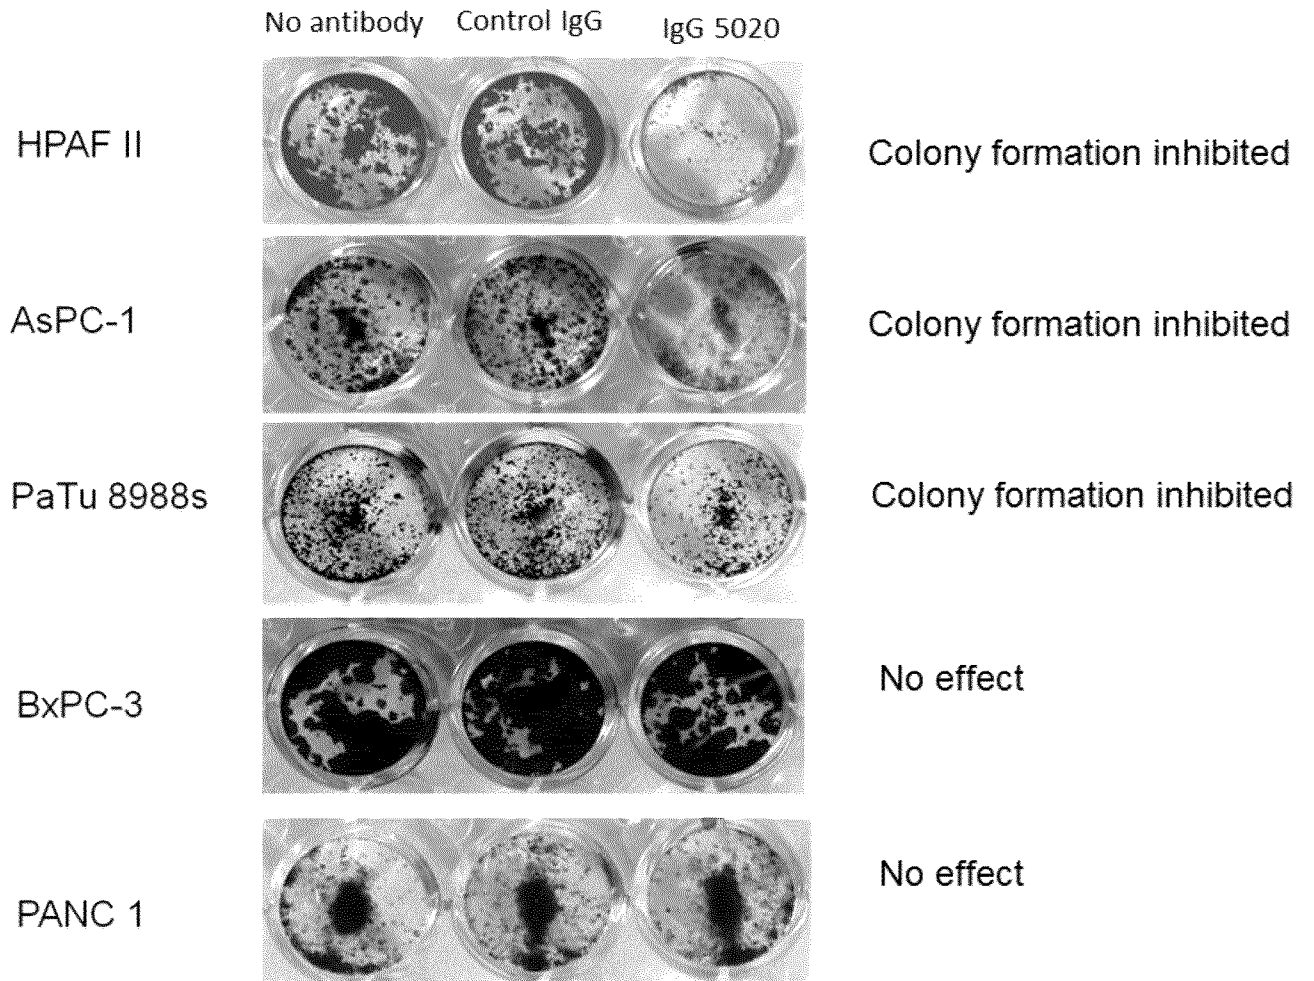 No antibody Control IgG IgG 5020
HPAF II Colony formation inhibited
AsPC-1 Colony formation inhibited
PaTu 8988s Colony formation inhibited
BxPC-3 No effect
PANC 1 No effect